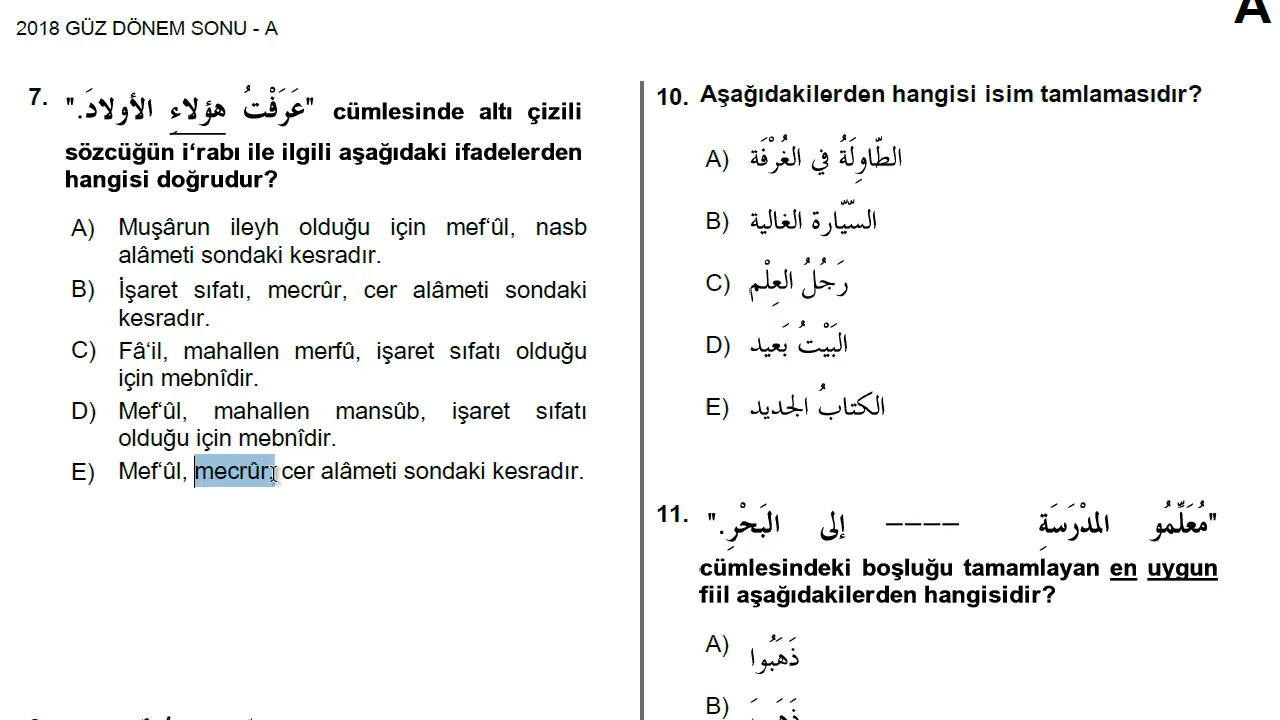 2018 GÜZ DÖNEM SONU - A
A
7. "عَرَفْتُ هؤلاءِ الأولادَ." cümlesinde altı çizili
sözcüğün i‘rabı ile ilgili aşağıdaki ifadelerden
hangisi doğrudur?
A) Muşârun ileyh olduğu için mef‘ûl, nasb
alâmeti sondaki kesradır.
B) İşaret sıfatı, mecrûr, cer alâmeti sondaki
kesradır.
C) Fâ‘il, mahallen merfû, işaret sıfatı olduğu
için mebnîdir.
D) Mef‘ûl, mahallen mansûb, işaret sıfatı
olduğu için mebnîdir.
E) Mef‘ûl, mecrûr, cer alâmeti sondaki kesradır.
10. Aşağıdakilerden hangisi isim tamlamasıdır?
A) الطّاوِلَةُ في الغُرْفَة
B) السَّيّارة الغالية
C) رَجُلُ العِلْم
D) البَيْتُ بَعيد
E) الكتابُ الجديد
11. "مُعَلِّمُو المدْرَسَةِ ---- إلى البَحْرِ."
cümlesindeki boşluğu tamamlayan en uygun
fiil aşağıdakilerden hangisidir?
A) ذَهَبُوا
B)